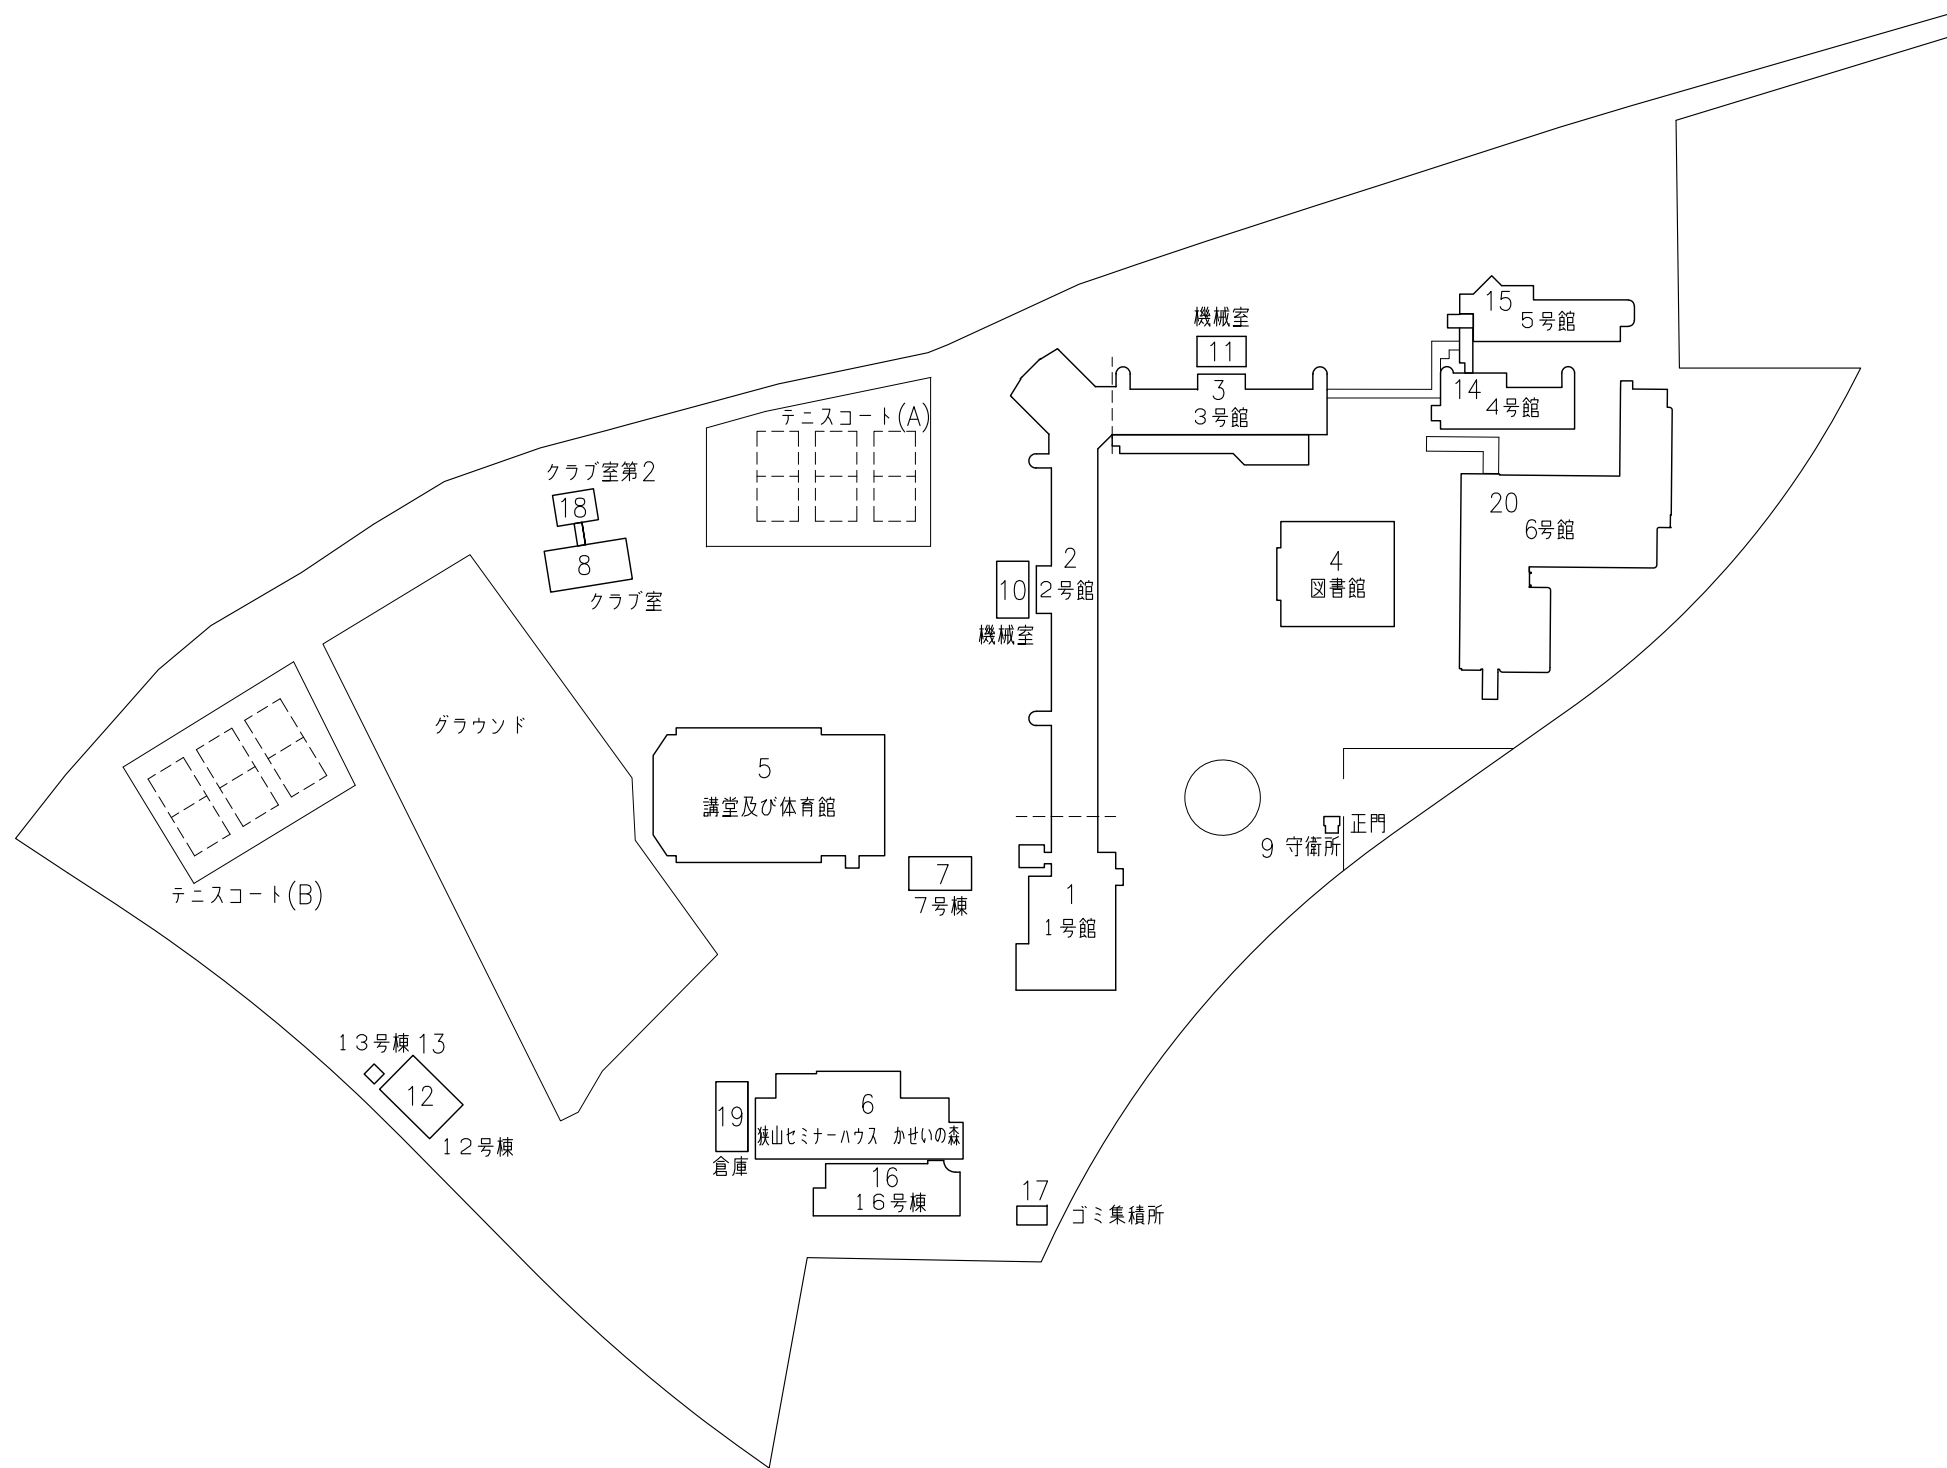 15
5号館
機械室
11
3
3号館
14
4号館
テニスコート(A)
クラブ室第2
18
8
クラブ室
20
6号館
2
2号館
10
機械室
4
図書館
グラウンド
5
講堂及び体育館
正門
9 守衛所
7
7号棟
テニスコート(B)
1
1号館
13号棟 13
12
12号棟
19
倉庫
6
狭山セミナーハウス かせいの森
16
16号棟
17
ゴミ集積所